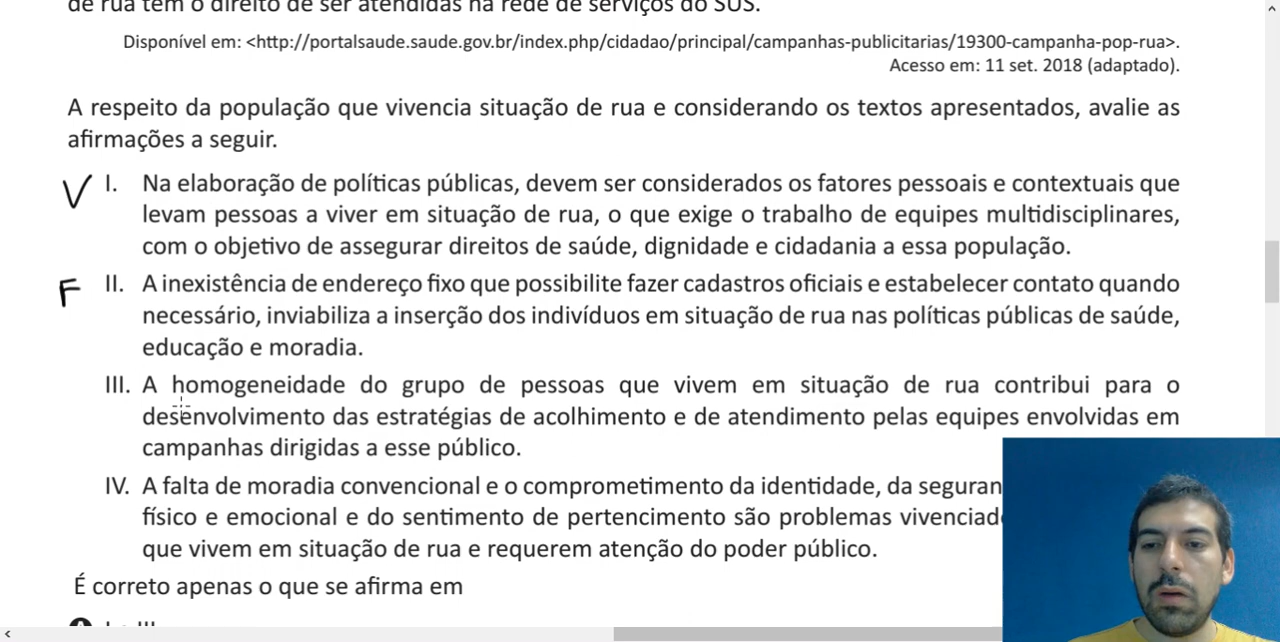 de rua têm o direito de ser atendidas na rede de serviços do SUS.
Disponível em: <http://portalsaude.saude.gov.br/index.php/cidadao/principal/campanhas-publicitarias/19300-campanha-pop-rua>.
Acesso em: 11 set. 2018 (adaptado).
A respeito da população que vivencia situação de rua e considerando os textos apresentados, avalie as
afirmações a seguir.
V I. Na elaboração de políticas públicas, devem ser considerados os fatores pessoais e contextuais que
levam pessoas a viver em situação de rua, o que exige o trabalho de equipes multidisciplinares,
com o objetivo de assegurar direitos de saúde, dignidade e cidadania a essa população.
F II. A inexistência de endereço fixo que possibilite fazer cadastros oficiais e estabelecer contato quando
necessário, inviabiliza a inserção dos indivíduos em situação de rua nas políticas públicas de saúde,
educação e moradia.
III. A homogeneidade do grupo de pessoas que vivem em situação de rua contribui para o
desenvolvimento das estratégias de acolhimento e de atendimento pelas equipes envolvidas em
campanhas dirigidas a esse público.
IV. A falta de moradia convencional e o comprometimento da identidade, da
físico e emocional e do sentimento de pertencimento são problemas
que vivem em situação de rua e requerem atenção do poder público.
É correto apenas o que se afirma em